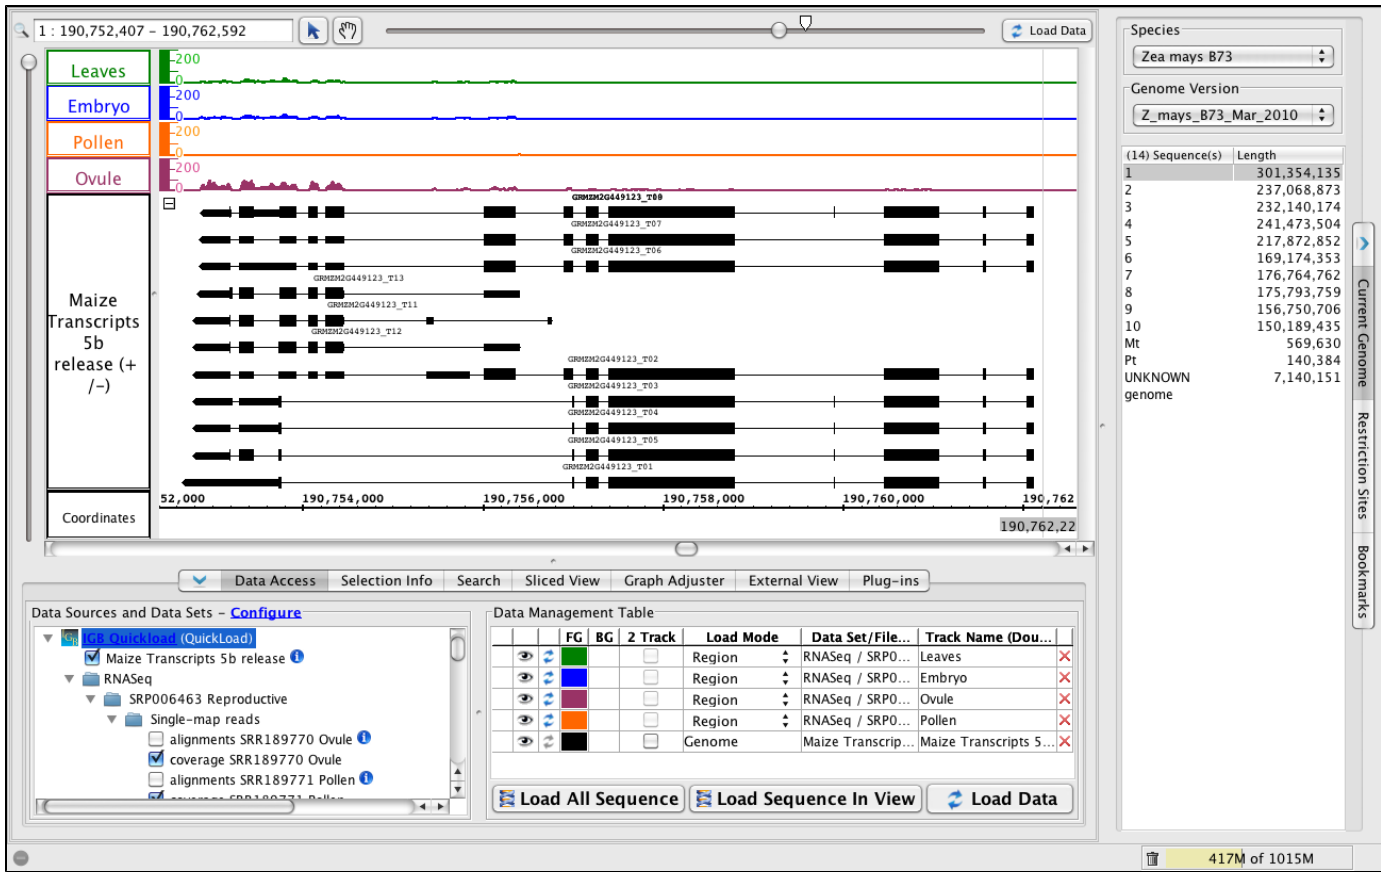 1 : 190,752,407 – 190,762,592
Load Data
Leaves
200
0
Embryo
200
0
Pollen
200
0
Ovule
200
0
Maize
Transcripts
5b
release (+
/–)
GRMZM2G449123_T07
GRMZM2G449123_T06
GRMZM2G449123_T13
GRMZM2G449123_T11
GRMZM2G449123_T12
GRMZM2G449123_T02
GRMZM2G449123_T03
GRMZM2G449123_T04
GRMZM2G449123_T05
GRMZM2G449123_T01
Coordinates
52,000 190,754,000 190,756,000 190,758,000 190,760,000 190,762
190,762,22
Data Access Selection Info Search Sliced View Graph Adjuster External View Plug-ins
Data Sources and Data Sets – Configure
IGB Quickload (QuickLoad)
Maize Transcripts 5b release
RNASeq
SRP006463 Reproductive
Single-map reads
alignments SRR189770 Ovule
coverage SRR189770 Ovule
alignments SRR189771 Pollen
coverage SRR189771 Pollen
Data Management Table
FG BG 2 Track Load Mode Data Set/File... Track Name (Dou...
Region RNASeq / SRP0... Leaves
Region RNASeq / SRP0... Embryo
Region RNASeq / SRP0... Ovule
Region RNASeq / SRP0... Pollen
Genome Maize Transcrip... Maize Transcripts 5...
Load All Sequence Load Sequence In View Load Data
Species
Zea mays B73
Genome Version
Z_mays_B73_Mar_2010
(14) Sequence(s) Length
1 301,354,135
2 237,068,873
3 232,140,174
4 241,473,504
5 217,872,852
6 169,174,353
7 176,764,762
8 175,793,759
9 156,750,706
10 150,189,435
Mt 569,630
Pt 140,384
UNKNOWN 7,140,151
genome
Current Genome
Restriction Sites
Bookmarks
417M of 1015M